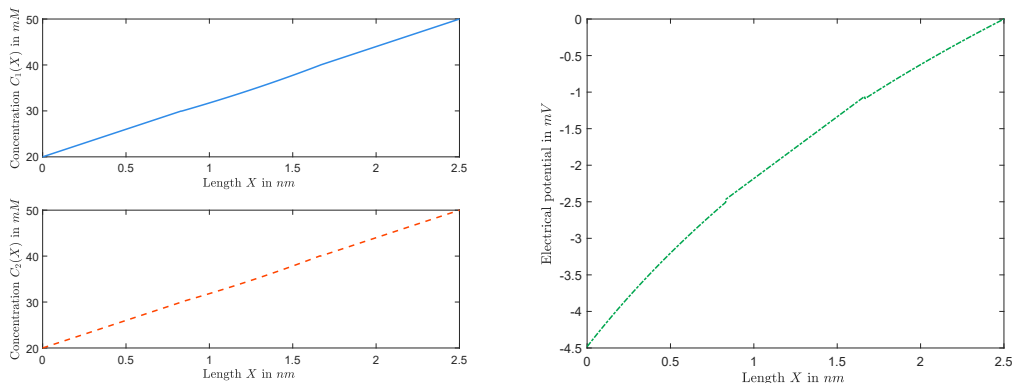 Concentration C₁(X) in mM
50
40
30
20
0 0.5 1 1.5 2 2.5
Length X in nm
Concentration C₂(X) in mM
50
40
30
20
0 0.5 1 1.5 2 2.5
Length X in nm
Electrical potential in mV
0
-0.5
-1
-1.5
-2
-2.5
-3
-3.5
-4
-4.5
0 0.5 1 1.5 2 2.5
Length X in nm